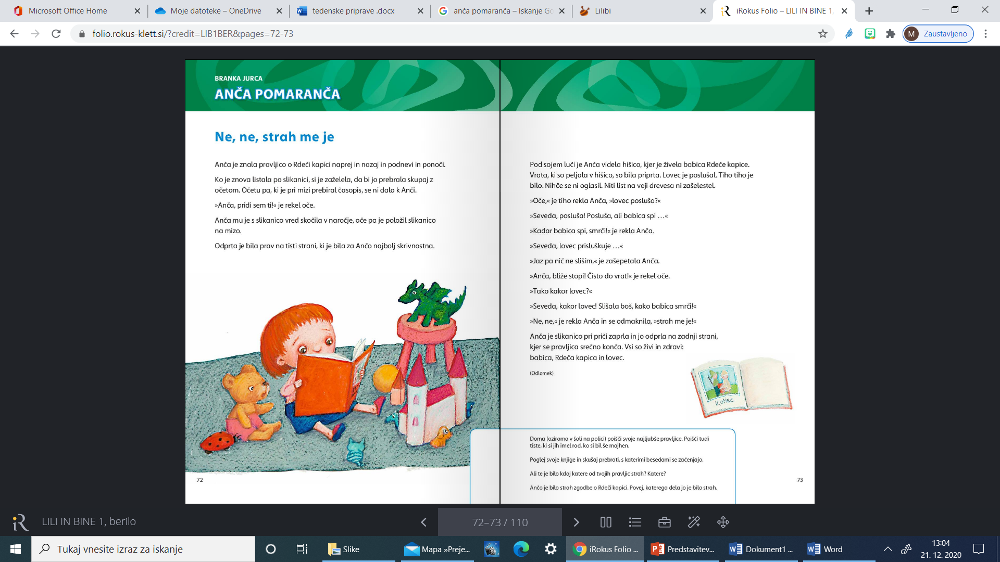 Microsoft Office Home
Moje datoteke – OneDrive
tedenske priprave .docx
anča pomaranča – Iskanje Go
Lilibi
iRokus Folio – LILI IN BINE 1,
folio.rokus-klett.si/?credit=LIB1BER&pages=72-73
M Zaustavljeno
BRANKA JURCA
ANČA POMARANČA
Ne, ne, strah me je
Anča je znala pravljico o Rdeči kapici naprej in nazaj in podnevi in ponoči.
Ko je znova listala po slikanici, si je zaželela, da bi jo prebrala skupaj z
očetom. Očetu pa, ki je pri mizi prebiral časopis, se ni dalo k Anči.
»Anča, pridi sem ti!« je rekel oče.
Anča mu je s slikanico vred skočila v naročje, oče pa je položil slikanico
na mizo.
Odprta je bila prav na tisti strani, ki je bila za Ančo najbolj skrivnostna.
72
Pod sojem luči je Anča videla hišico, kjer je živela babica Rdeče kapice.
Vrata, ki so peljala v hišico, so bila priprta. Lovec je poslušal. Tiho tiho je
bilo. Nihče se ni oglasil. Niti list na veji drevesa ni zašelestel.
»Oče,« je tiho rekla Anča, »lovec posluša?«
»Seveda, posluša! Posluša, ali babica spi …«
»Kadar babica spi, smrči!« je rekla Anča.
»Seveda, lovec prisluškuje …«
»Jaz pa nič ne slišim,« je zašepetala Anča.
»Anča, bliže stopi! Čisto do vrat!« je rekel oče.
»Tako kakor lovec?«
»Seveda, kakor lovec! Slišala boš, kako babica smrči!«
»Ne, ne,« je rekla Anča in se odmaknila, »strah me je!«
Anča je slikanico pri priči zaprla in jo odprla na zadnji strani,
kjer se pravljica srečno konča. Vsi so živi in zdravi:
babica, Rdeča kapica in lovec.
(Odlomek)
KONEC
Doma (oziroma v šoli na polici) poišči svoje najljubše pravljice. Poišči tudi
tiste, ki si jih imel rad, ko si bil še majhen.
Poglej svoje knjige in skušaj prebrati, s katerimi besedami se začenjajo.
Ali te je bilo kdaj katere od tvojih pravljic strah? Katere?
Ančo je bilo strah zgodbe o Rdeči kapici. Povej, katerega dela jo je bilo strah.
73
iR LILI IN BINE 1, berilo
72–73 / 110
Tukaj vnesite izraz za iskanje
Slike
Mapa »Preje...
iRokus Folio ...
Predstavitev...
Dokument1 ...
Word
13:04
21. 12. 2020